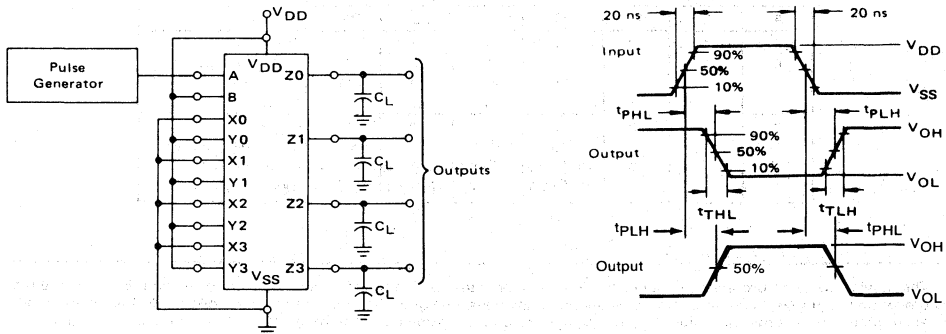 VDD
Pulse
Generator
VDD
A
B
X0
Y0
X1
Y1
X2
Y2
X3
Y3
VSS
Z0
Z1
Z2
Z3
CL
CL
CL
CL
Outputs
20 ns
20 ns
Input
90%
50%
10%
VDD
VSS
tPHL
tPLH
Output
90%
50%
10%
VOH
VOL
tTHL
tTLH
tPLH
tPHL
Output
50%
VOH
VOL